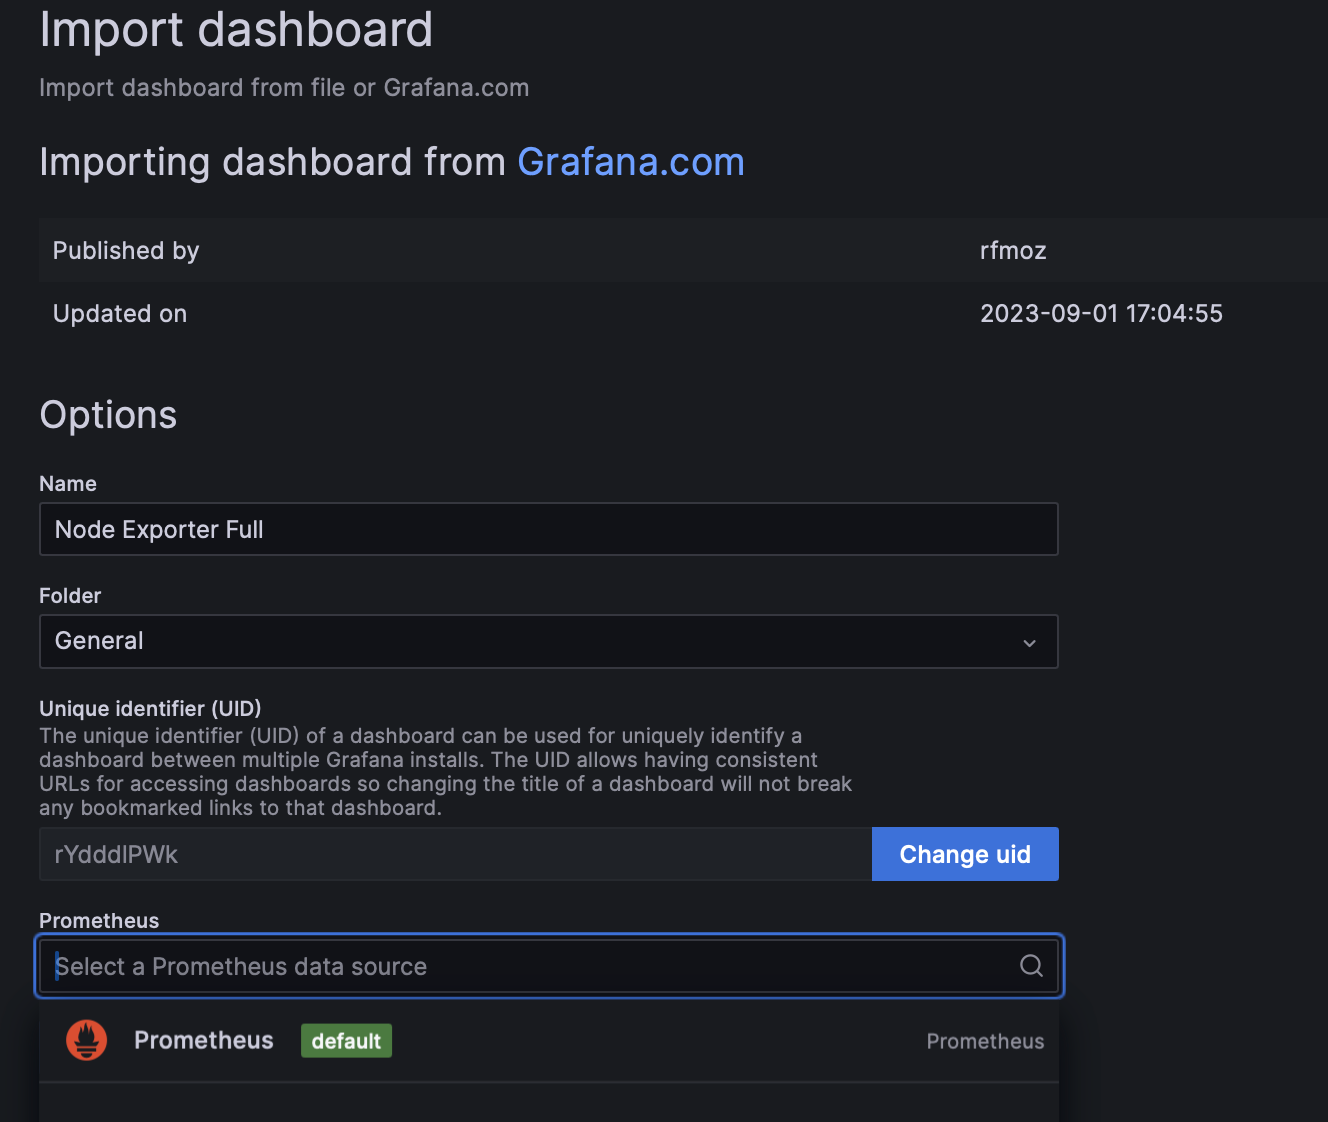 Import dashboard
Import dashboard from file or Grafana.com
Importing dashboard from Grafana.com
Published by rfmoz
Updated on 2023-09-01 17:04:55
Options
Name
Node Exporter Full
Folder
General
Unique identifier (UID)
The unique identifier (UID) of a dashboard can be used for uniquely identify a
dashboard between multiple Grafana installs. The UID allows having consistent
URLs for accessing dashboards so changing the title of a dashboard will not break
any bookmarked links to that dashboard.
rYdddlPWk Change uid
Prometheus
Select a Prometheus data source
Prometheus default Prometheus